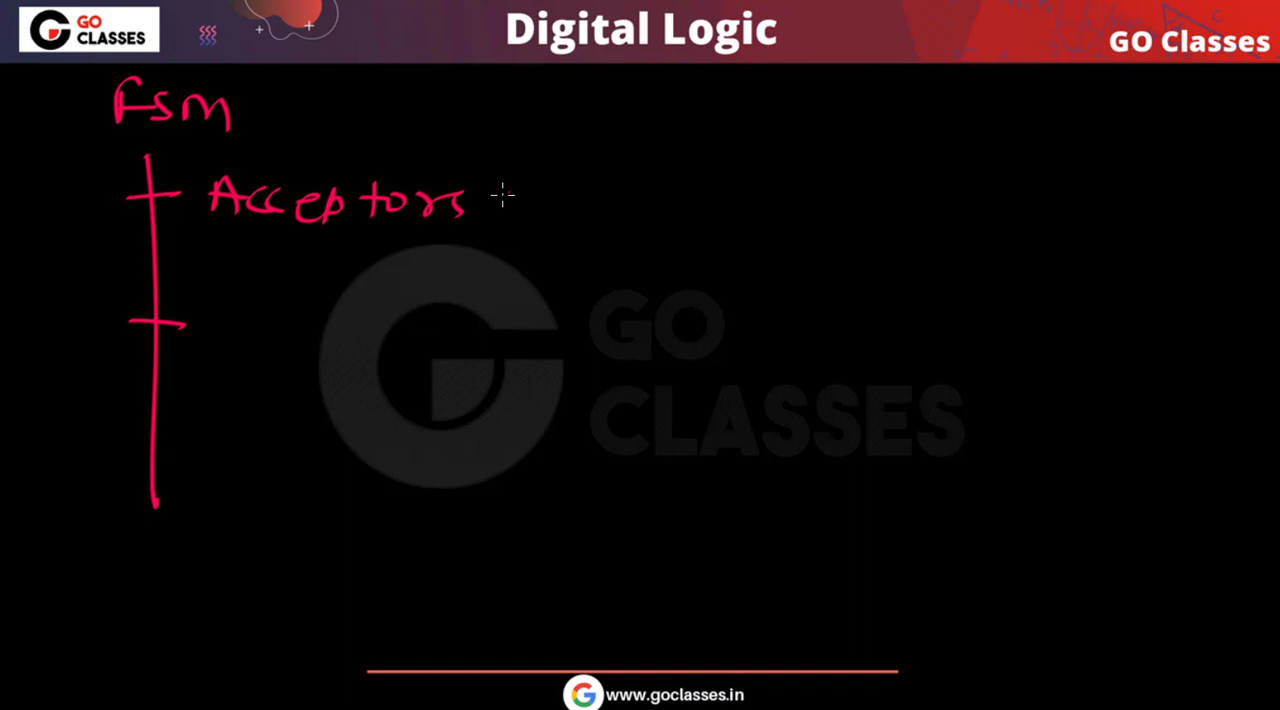 GO
CLASSES
Digital Logic
GO Classes
FSM
Acceptors
GO
CLASSES
www.goclasses.in